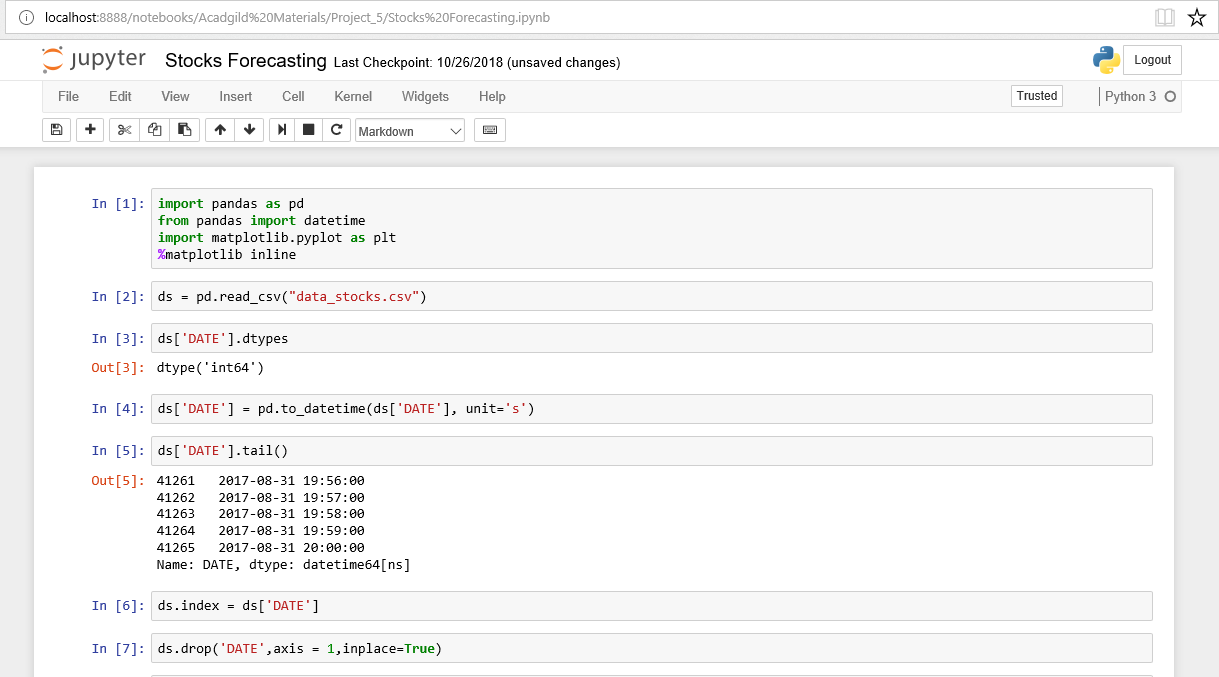 localhost:8888/notebooks/Acadgild%20Materials/Project_5/Stocks%20Forecasting.ipynb
jupyter Stocks Forecasting Last Checkpoint: 10/26/2018 (unsaved changes) Logout
File Edit View Insert Cell Kernel Widgets Help Trusted Python 3
Markdown
In [1]: import pandas as pd
from pandas import datetime
import matplotlib.pyplot as plt
%matplotlib inline
In [2]: ds = pd.read_csv("data_stocks.csv")
In [3]: ds['DATE'].dtypes
Out[3]: dtype('int64')
In [4]: ds['DATE'] = pd.to_datetime(ds['DATE'], unit='s')
In [5]: ds['DATE'].tail()
Out[5]: 41261   2017-08-31 19:56:00
41262   2017-08-31 19:57:00
41263   2017-08-31 19:58:00
41264   2017-08-31 19:59:00
41265   2017-08-31 20:00:00
Name: DATE, dtype: datetime64[ns]
In [6]: ds.index = ds['DATE']
In [7]: ds.drop('DATE',axis = 1,inplace=True)